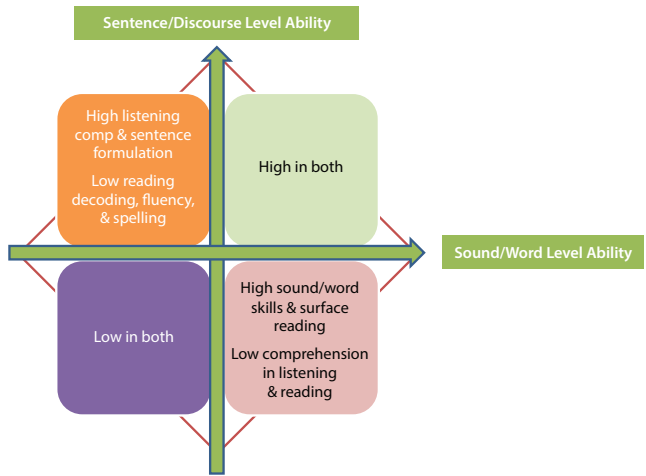 Sentence/Discourse Level Ability
High listening
comp & sentence
formulation
Low reading
decoding, fluency,
& spelling
High in both
Sound/Word Level Ability
Low in both
High sound/word
skills & surface
reading
Low comprehension
in listening
& reading